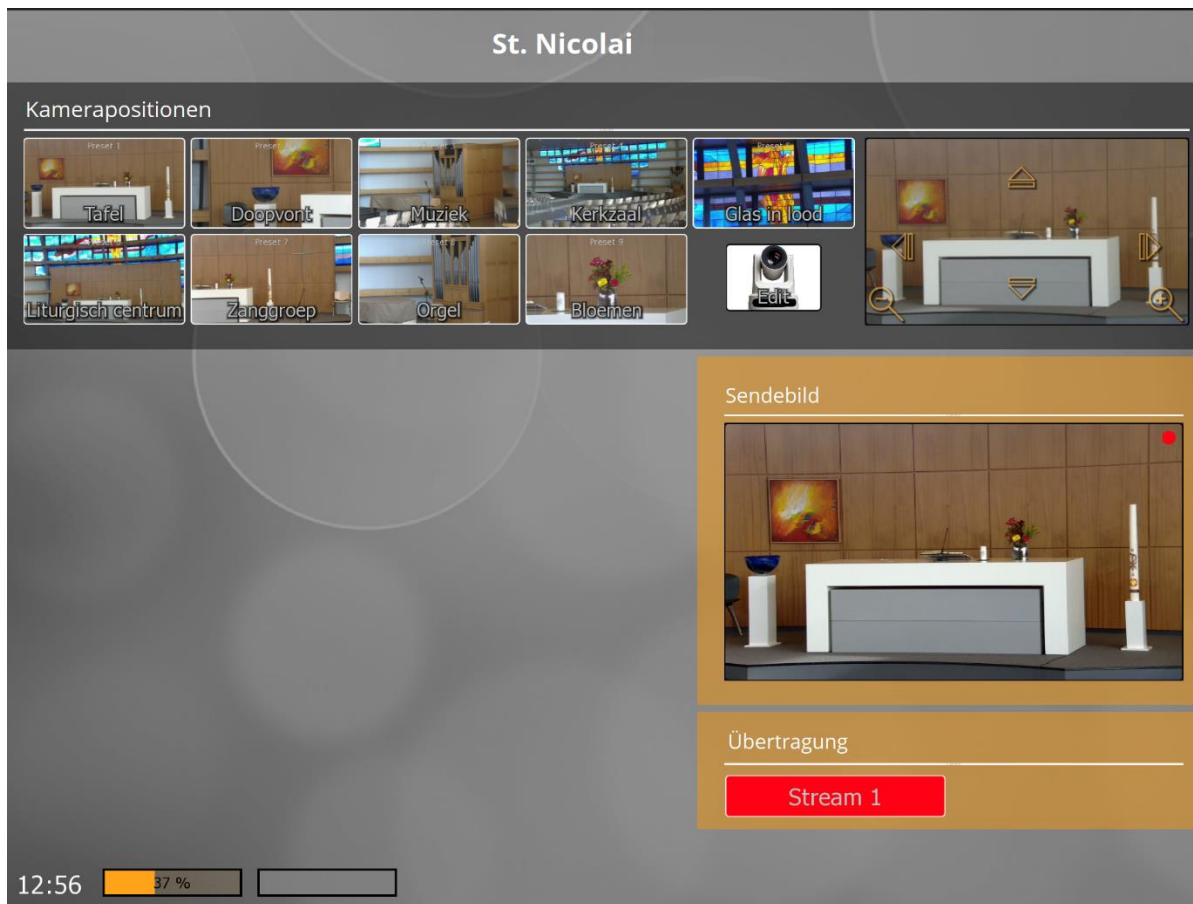 St. Nicolai
Kamerapositionen
Preset 1
Tafel
Preset
Doopvont
Muziek
Kerkzaal
Glas in lood
Liturgisch centrum
Preset 7
Zanggroep
Orgel
Preset 9
Bloemen
Edit
Sendebild
Übertragung
Stream 1
12:56
37 %